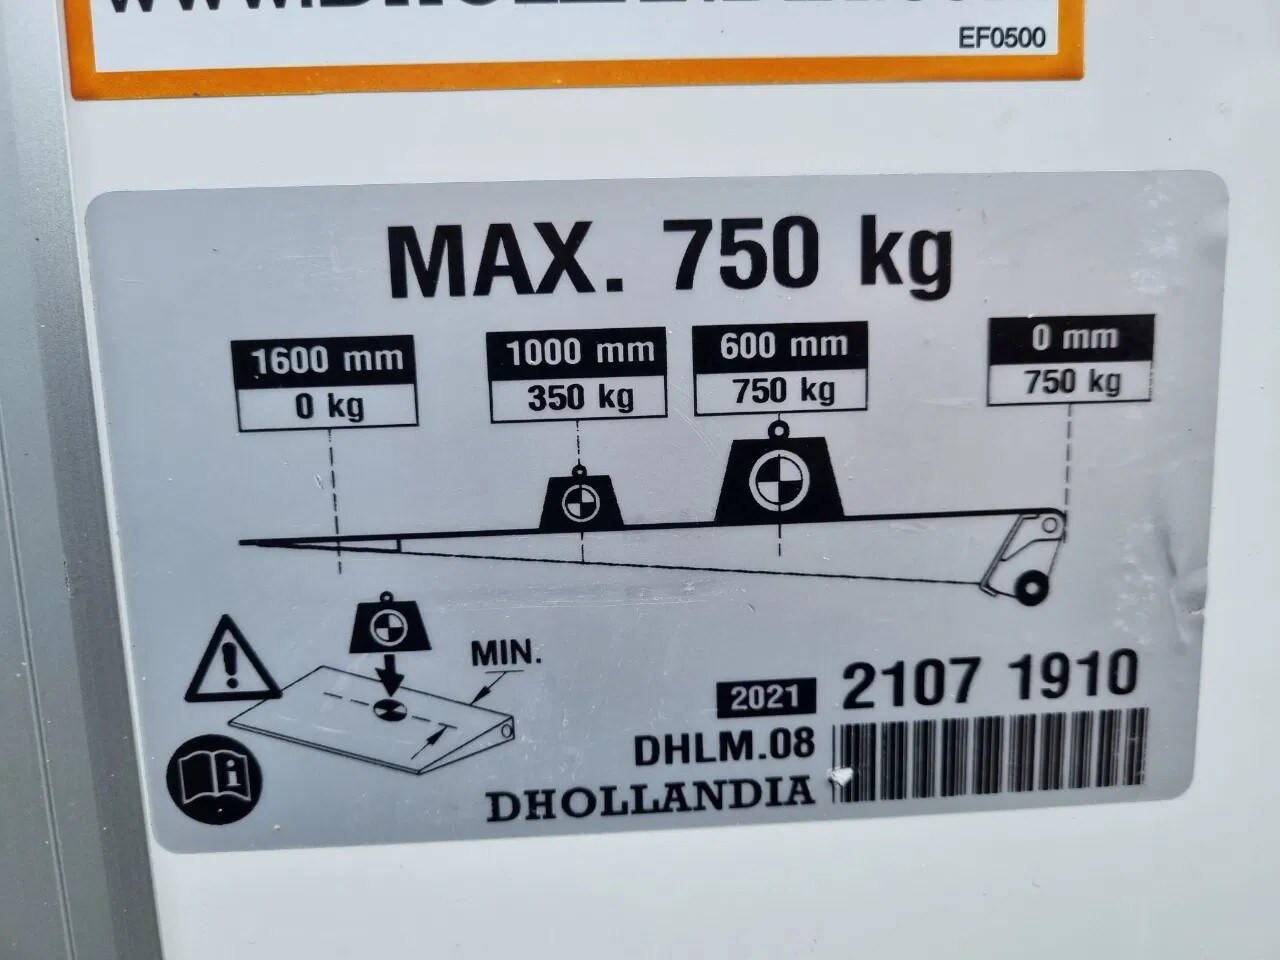 EF0500
MAX. 750 kg
1600 mm
0 kg
1000 mm
350 kg
600 mm
750 kg
0 mm
750 kg
MIN.
2021 2107 1910
DHLM.08
DHOLLANDIA